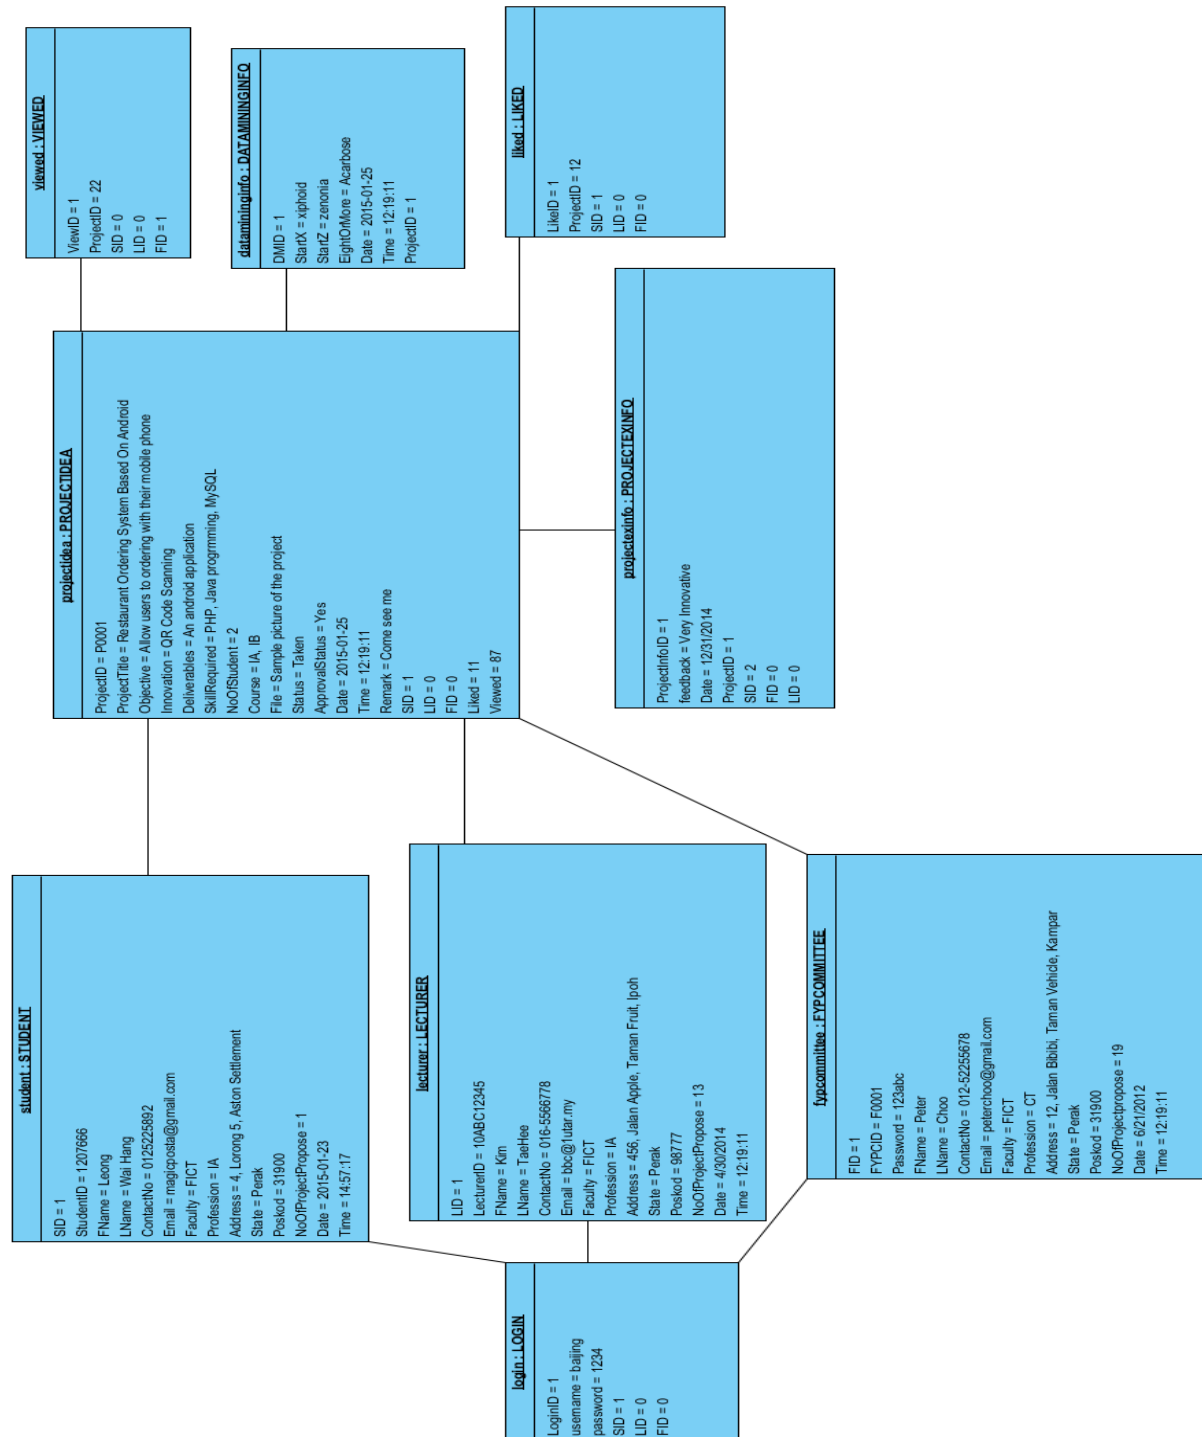 login : LOGIN
LoginID = 1
username = baijing
password = 1234
SID = 1
LID = 0
FID = 0
student : STUDENT
SID = 1
StudentID = 1207666
FName = Leong
LName = Wai Hang
ContactNo = 0125225892
Email = magicposta@gmail.com
Faculty = FICT
Profession = IA
Address = 4, Lorong 5, Aston Settlement
State = Perak
Poskod = 31900
NoOfProjectPropose = 1
Date = 2015-01-23
Time = 14:57:17
lecturer : LECTURER
LID = 1
LecturerID = 10ABC12345
FName = Kim
LName = TaeHee
ContactNo = 016-5566778
Email = bbc@1utar.my
Faculty = FICT
Profession = IA
Address = 456, Jalan Apple, Taman Fruit, Ipoh
State = Perak
Poskod = 98777
NoOfProjectPropose = 13
Date = 4/30/2014
Time = 12:19:11
fypcommittee : FYPCOMMITTEE
FID = 1
FYPCID = F0001
Password = 123abc
FName = Peter
LName = Choo
ContactNo = 012-52255678
Email = peterchoo@gmail.com
Faculty = FICT
Profession = CT
Address = 12, Jalan Bibibi, Taman Vehicle, Kampar
State = Perak
Poskod = 31900
NoOfProjectpropose = 19
Date = 6/21/2012
Time = 12:19:11
projectidea : PROJECTIDEA
ProjectID = P0001
ProjectTitle = Restaurant Ordering System Based On Android
Objective = Allow users to ordering with their mobile phone
Innovation = QR Code Scanning
Deliverables = An android application
SkillRequired = PHP, Java progrmming, MySQL
NoOfStudent = 2
Course = IA, IB
File = Sample picture of the project
Status = Taken
ApprovalStatus = Yes
Date = 2015-01-25
Time = 12:19:11
Remark = Come see me
SID = 1
LID = 0
FID = 0
Liked = 11
Viewed = 87
projectexinfo : PROJECTEXINFO
ProjectInfoID = 1
feedback = Very Innovative
Date = 12/31/2014
ProjectID = 1
SID = 2
FID = 0
LID = 0
viewed : VIEWED
ViewID = 1
ProjectID = 22
SID = 0
LID = 0
FID = 1
datamininginfo : DATAMININGINFO
DMID = 1
StartX = xiphoid
StartZ = zenonia
EightOrMore = Acarbose
Date = 2015-01-25
Time = 12:19:11
ProjectID = 1
liked : LIKED
LikeID = 1
ProjectID = 12
SID = 1
LID = 0
FID = 0